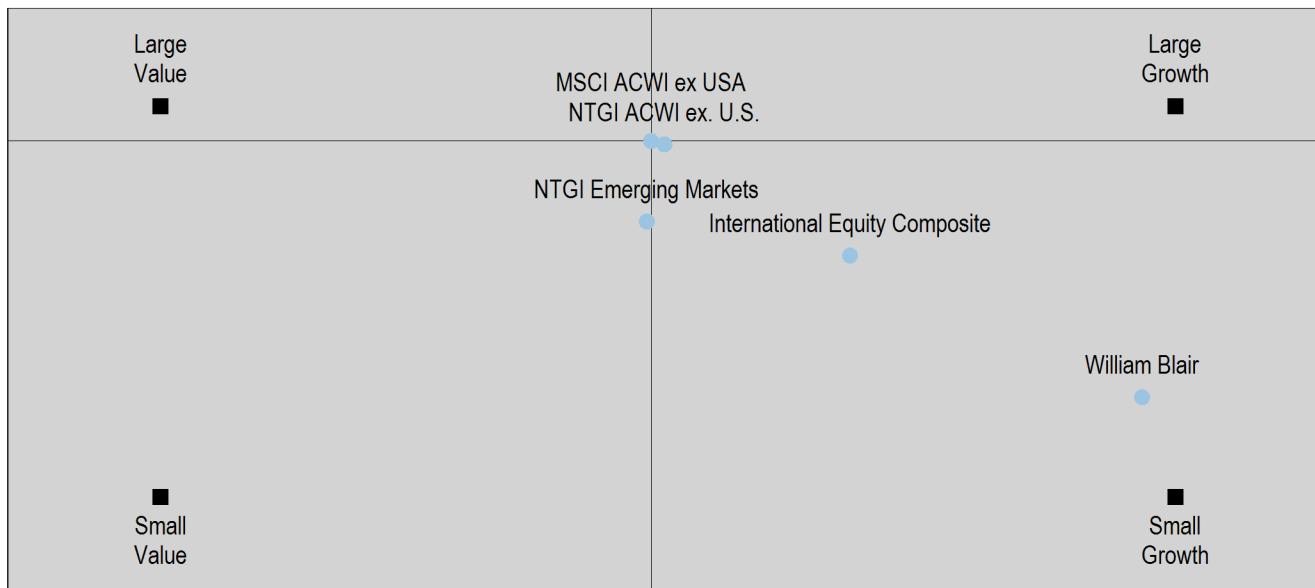 Large
Value
Large
Growth
MSCI ACWI ex USA
NTGI ACWI ex. U.S.
NTGI Emerging Markets
International Equity Composite
William Blair
Small
Value
Small
Growth